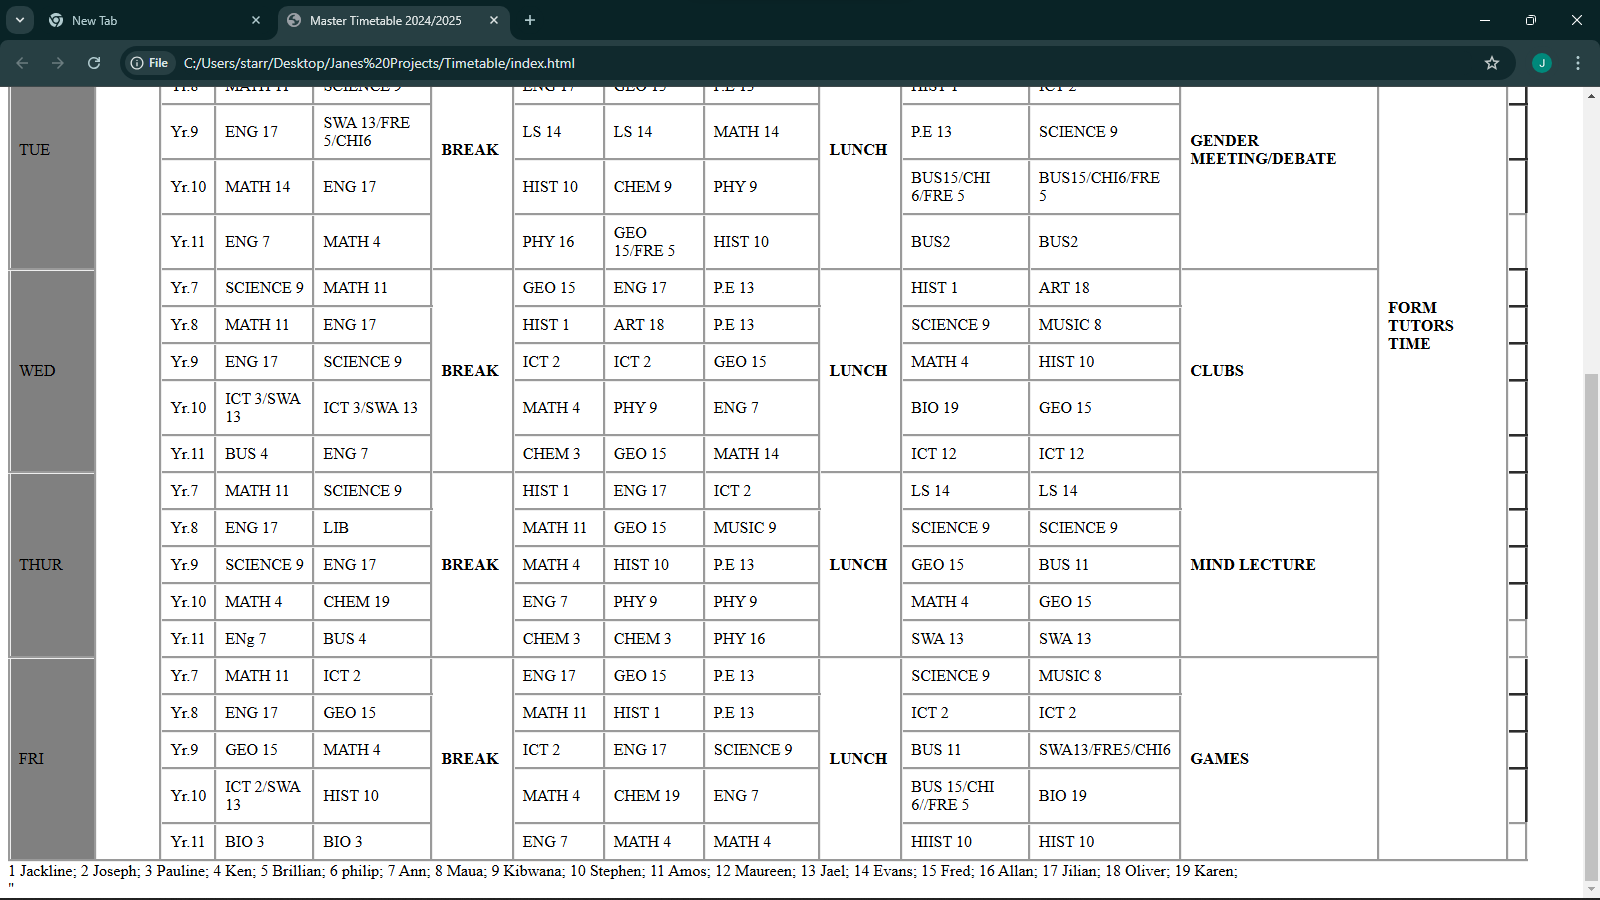 New Tab
Master Timetable 2024/2025
File C:/Users/starr/Desktop/Janes%20Projects/Timetable/index.html
J
Yr.8 MATH 11 SCIENCE 9 ENG 17 GEO 15 P.E 13 HIST 1 ICT 2
TUE
Yr.9 ENG 17 SWA 13/FRE 5/CHI6 LS 14 LS 14 MATH 14 P.E 13 SCIENCE 9
BREAK LUNCH GENDER MEETING/DEBATE
Yr.10 MATH 14 ENG 17 HIST 10 CHEM 9 PHY 9 BUS15/CHI 6/FRE 5 BUS15/CHI6/FRE 5
Yr.11 ENG 7 MATH 4 PHY 16 GEO 15/FRE 5 HIST 10 BUS2 BUS2
Yr.7 SCIENCE 9 MATH 11 GEO 15 ENG 17 P.E 13 HIST 1 ART 18
Yr.8 MATH 11 ENG 17 HIST 1 ART 18 P.E 13 SCIENCE 9 MUSIC 8
FORM TUTORS TIME
Yr.9 ENG 17 SCIENCE 9 ICT 2 ICT 2 GEO 15 MATH 4 HIST 10
WED BREAK LUNCH CLUBS
Yr.10 ICT 3/SWA 13 ICT 3/SWA 13 MATH 4 PHY 9 ENG 7 BIO 19 GEO 15
Yr.11 BUS 4 ENG 7 CHEM 3 GEO 15 MATH 14 ICT 12 ICT 12
Yr.7 MATH 11 SCIENCE 9 HIST 1 ENG 17 ICT 2 LS 14 LS 14
Yr.8 ENG 17 LIB MATH 11 GEO 15 MUSIC 9 SCIENCE 9 SCIENCE 9
THUR Yr.9 SCIENCE 9 ENG 17 BREAK MATH 4 HIST 10 P.E 13 LUNCH GEO 15 BUS 11 MIND LECTURE
Yr.10 MATH 4 CHEM 19 ENG 7 PHY 9 PHY 9 MATH 4 GEO 15
Yr.11 ENg 7 BUS 4 CHEM 3 CHEM 3 PHY 16 SWA 13 SWA 13
Yr.7 MATH 11 ICT 2 ENG 17 GEO 15 P.E 13 SCIENCE 9 MUSIC 8
Yr.8 ENG 17 GEO 15 MATH 11 HIST 1 P.E 13 ICT 2 ICT 2
Yr.9 GEO 15 MATH 4 ICT 2 ENG 17 SCIENCE 9 BUS 11 SWA13/FRE5/CHI6
FRI BREAK LUNCH GAMES
Yr.10 ICT 2/SWA 13 HIST 10 MATH 4 CHEM 19 ENG 7 BUS 15/CHI 6//FRE 5 BIO 19
Yr.11 BIO 3 BIO 3 ENG 7 MATH 4 MATH 4 HIIST 10 HIST 10
1 Jackline; 2 Joseph; 3 Pauline; 4 Ken; 5 Brillian; 6 philip; 7 Ann; 8 Maua; 9 Kibwana; 10 Stephen; 11 Amos; 12 Maureen; 13 Jael; 14 Evans; 15 Fred; 16 Allan; 17 Jilian; 18 Oliver; 19 Karen;
"